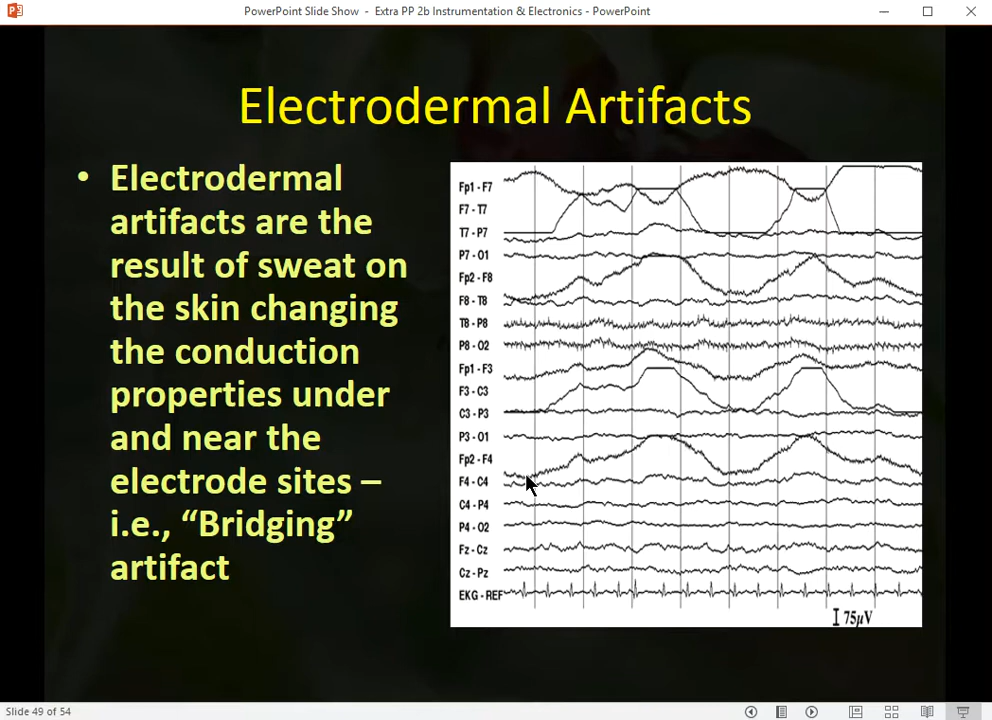 PowerPoint Slide Show - Extra PP 2b Instrumentation & Electronics - PowerPoint
Electrodermal Artifacts
• Electrodermal
artifacts are the
result of sweat on
the skin changing
the conduction
properties under
and near the
electrode sites –
i.e., “Bridging”
artifact
Fp1 - F7
F7 - T7
T7 - P7
P7 - O1
Fp2 - F8
F8 - T8
T8 - P8
P8 - O2
Fp1 - F3
F3 - C3
C3 - P3
P3 - O1
Fp2 - F4
F4 - C4
C4 - P4
P4 - O2
Fz - Cz
Cz - Pz
EKG - REF
75µV
Slide 49 of 54